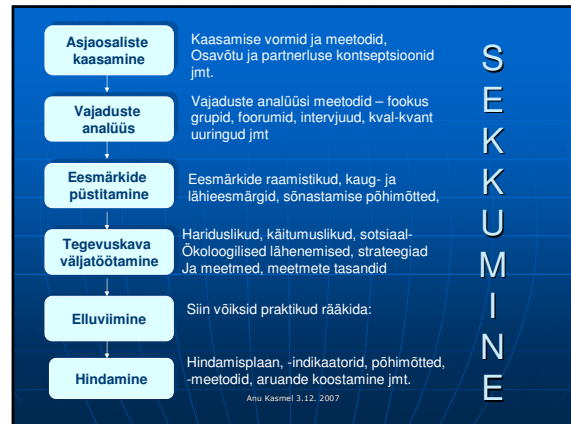 Asjaosaliste
kaasamine
Kaasamise vormid ja meetodid,
Osavõtu ja partnerluse kontseptsioonid
jmt.
Vajaduste
analüüs
Vajaduste analüüsi meetodid – fookus
grupid, foorumid, intervjuud, kval-kvant
uuringud jmt
Eesmärkide
püstitamine
Eesmärkide raamistikud, kaug- ja
lähieesmärgid, sõnastamise põhimõtted,
Tegevuskava
väljatöötamine
Hariduslikud, käitumuslikud, sotsiaal-
Ökoloogilised lähenemised, strateegiad
Ja meetmed, meetmete tasandid
Elluviimine
Siin võiksid praktikud rääkida:
Hindamine
Hindamisplaan, -indikaatorid, põhimõtted,
-meetodid, aruande koostamine jmt.
Anu Kasmel 3.12. 2007
S
E
K
K
U
M
I
N
E